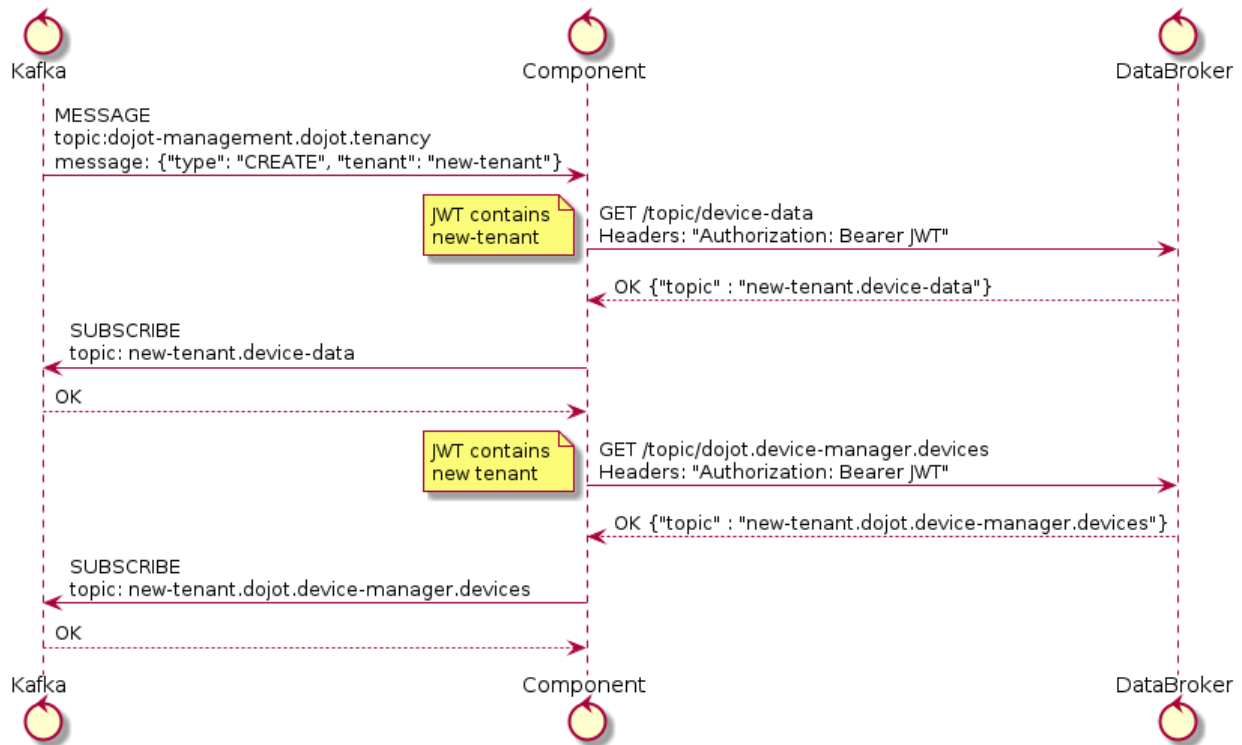 Kafka
Component
DataBroker
MESSAGE
topic:dojot-management.dojot.tenancy
message: {"type": "CREATE", "tenant": "new-tenant"}
JWT contains
new-tenant
GET /topic/device-data
Headers: "Authorization: Bearer JWT"
OK {"topic" : "new-tenant.device-data"}
SUBSCRIBE
topic: new-tenant.device-data
OK
JWT contains
new tenant
GET /topic/dojot.device-manager.devices
Headers: "Authorization: Bearer JWT"
OK {"topic" : "new-tenant.dojot.device-manager.devices"}
SUBSCRIBE
topic: new-tenant.dojot.device-manager.devices
OK
Kafka
Component
DataBroker